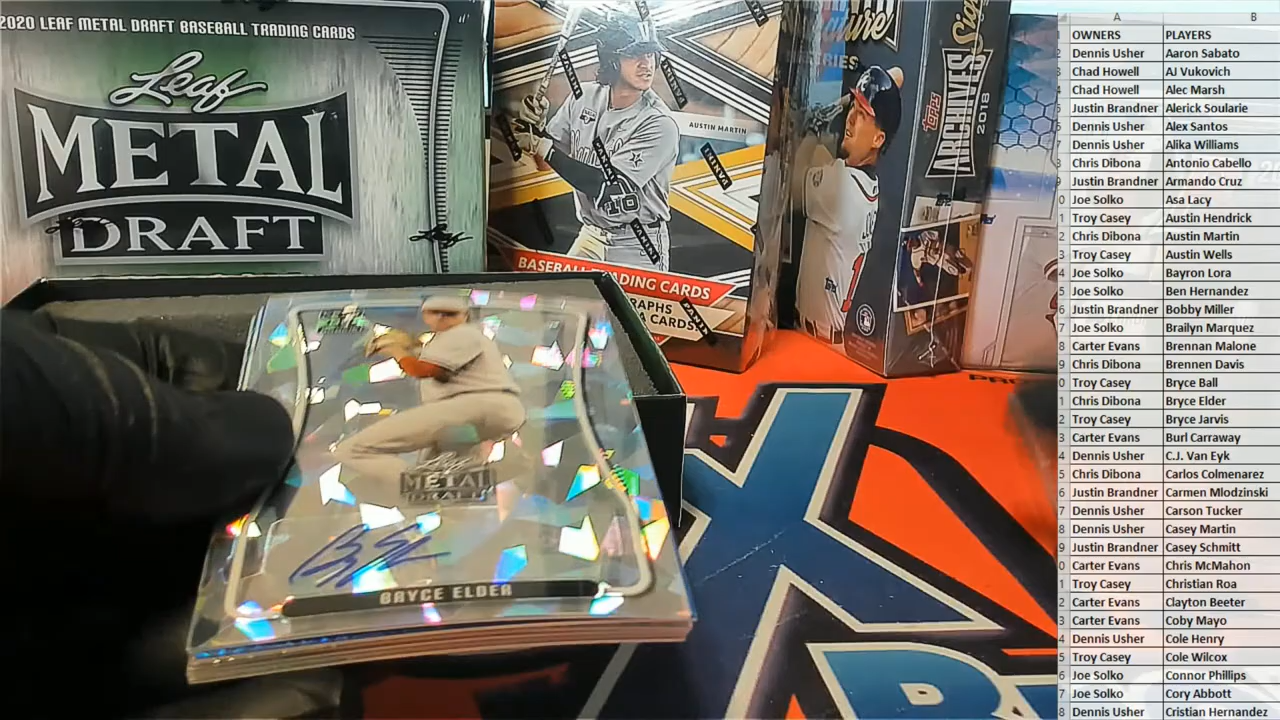 2020 LEAF METAL DRAFT BASEBALL TRADING CARDS
Leaf
METAL
DRAFT
Leaf
AUSTIN MARTIN
BASEBALL TRADING CARDS
PANINI
SERIES
TOPPS
ARCHIVES
2018
Leaf
METAL
DRAFT
BRYCE ELDER
A B
OWNERS PLAYERS
Dennis Usher Aaron Sabato
Chad Howell AJ Vukovich
Chad Howell Alec Marsh
Justin Brandner Alerick Soularie
Dennis Usher Alex Santos
Dennis Usher Alika Williams
Chris Dibona Antonio Cabello
Justin Brandner Armando Cruz
Joe Solko Asa Lacy
Troy Casey Austin Hendrick
Chris Dibona Austin Martin
Troy Casey Austin Wells
Joe Solko Bayron Lora
Joe Solko Ben Hernandez
Justin Brandner Bobby Miller
Joe Solko Brailyn Marquez
Carter Evans Brennan Malone
Chris Dibona Brennen Davis
Troy Casey Bryce Ball
Chris Dibona Bryce Elder
Troy Casey Bryce Jarvis
Carter Evans Burl Carraway
Dennis Usher C.J. Van Eyk
Chris Dibona Carlos Colmenarez
Justin Brandner Carmen Mlodzinski
Dennis Usher Carson Tucker
Dennis Usher Casey Martin
Justin Brandner Casey Schmitt
Carter Evans Chris McMahon
Troy Casey Christian Roa
Carter Evans Clayton Beeter
Carter Evans Coby Mayo
Dennis Usher Cole Henry
Troy Casey Cole Wilcox
Joe Solko Connor Phillips
Joe Solko Cory Abbott
Dennis Usher Cristian Hernandez